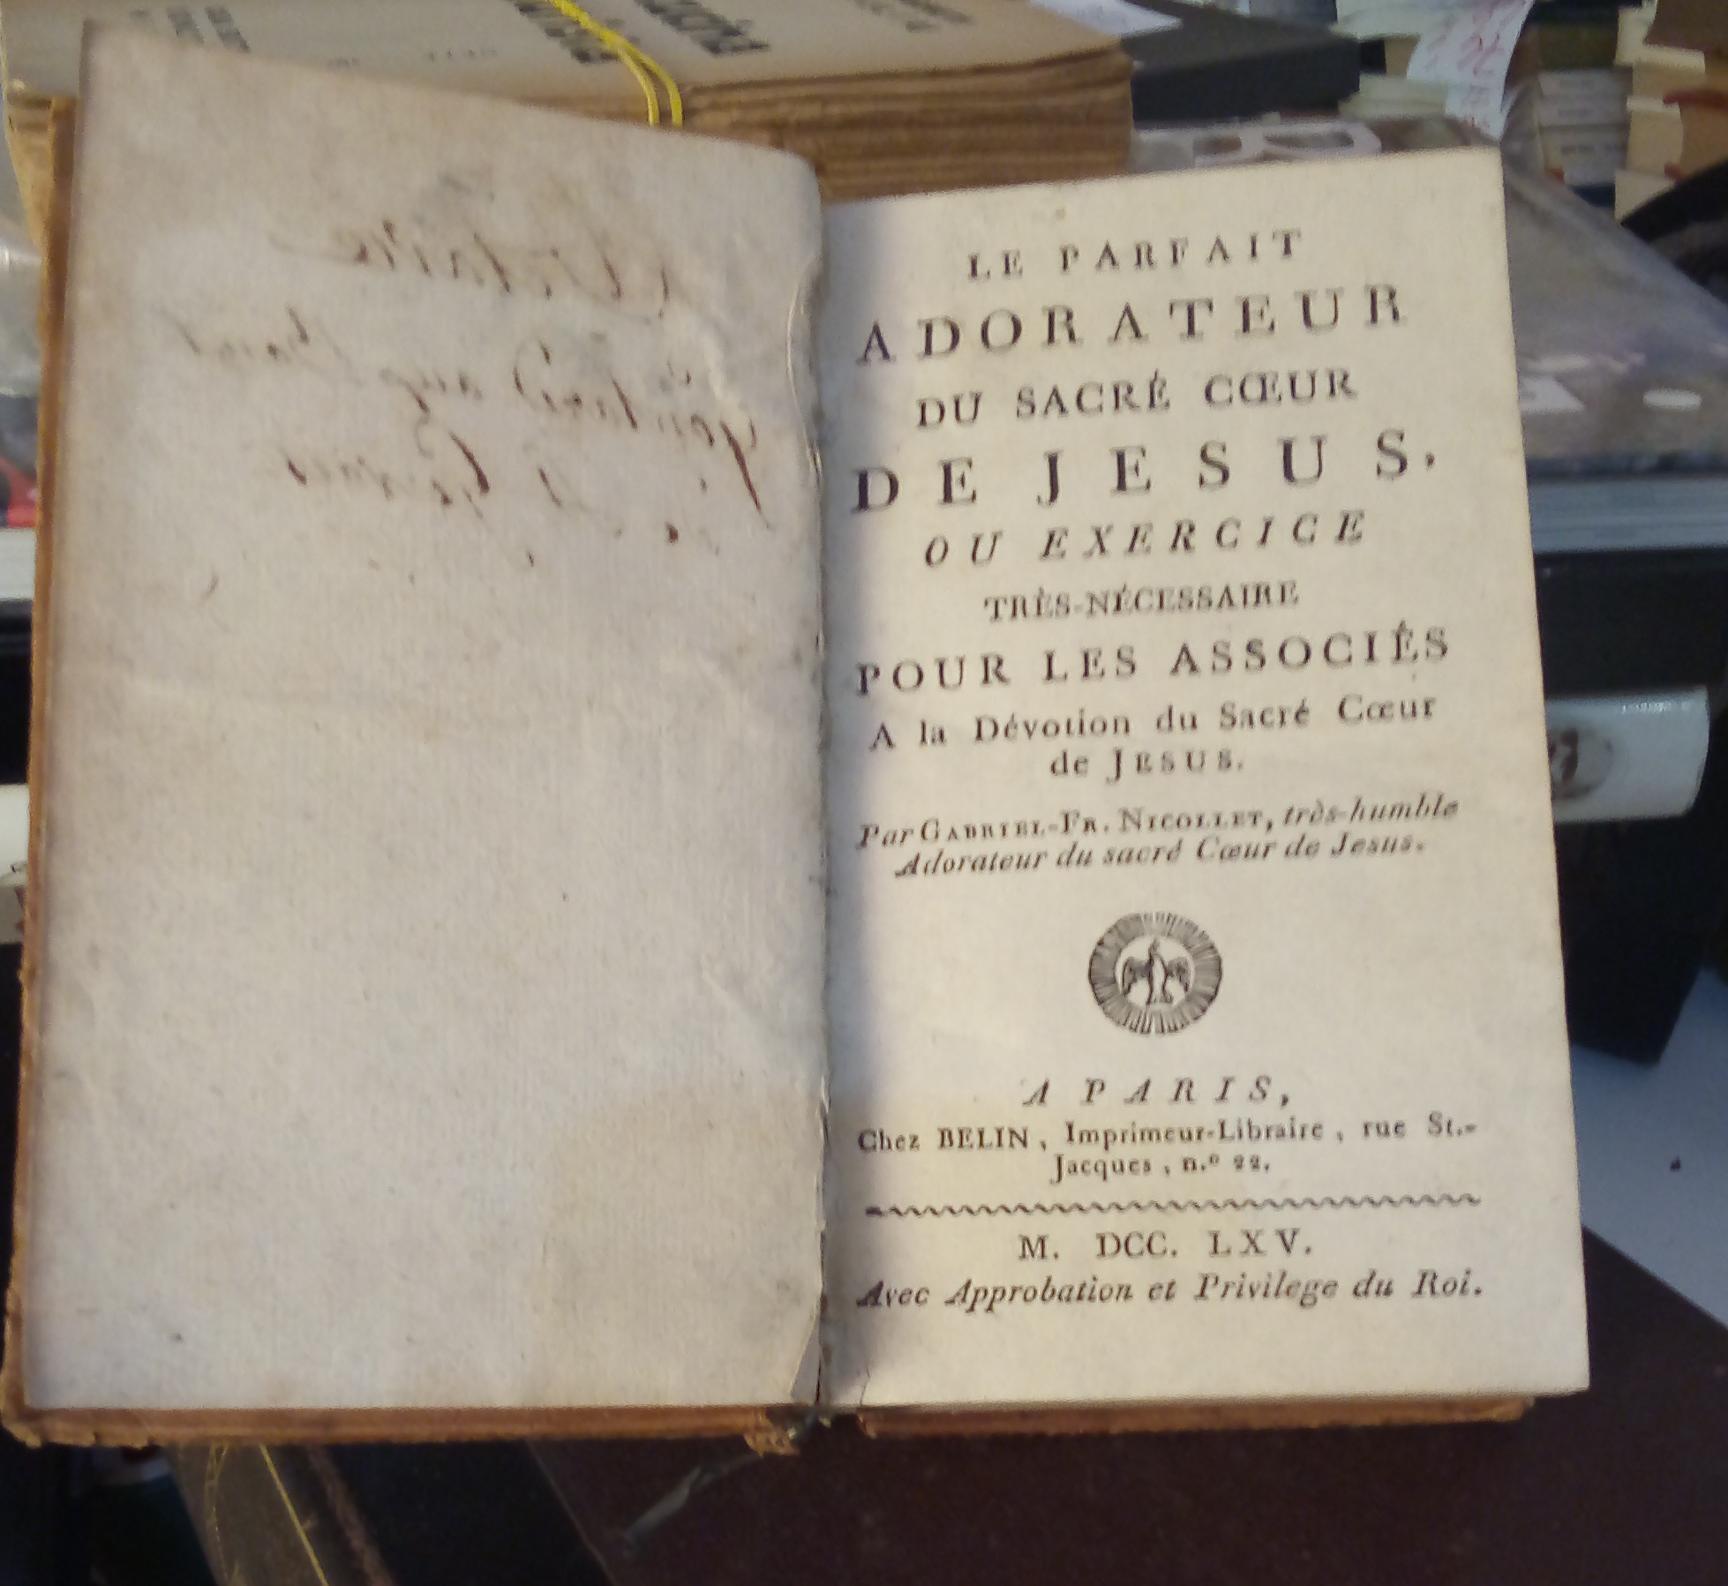 LE PARFAIT
ADORATEUR
DU SACRÉ CŒUR
DE JESUS,
OU EXERCICE
TRÈS-NÉCESSAIRE
POUR LES ASSOCIÉS
A la Dévotion du Sacré Cœur
de JESUS.
Par GABRIEL-FR. NICOLLET, très-humble
Adorateur du sacré Cœur de Jesus.
A PARIS,
Chez BELIN, Imprimeur-Libraire, rue St.-
Jacques, n.º 22.
M. DCC. LXV.
Avec Approbation et Privilege du Roi.